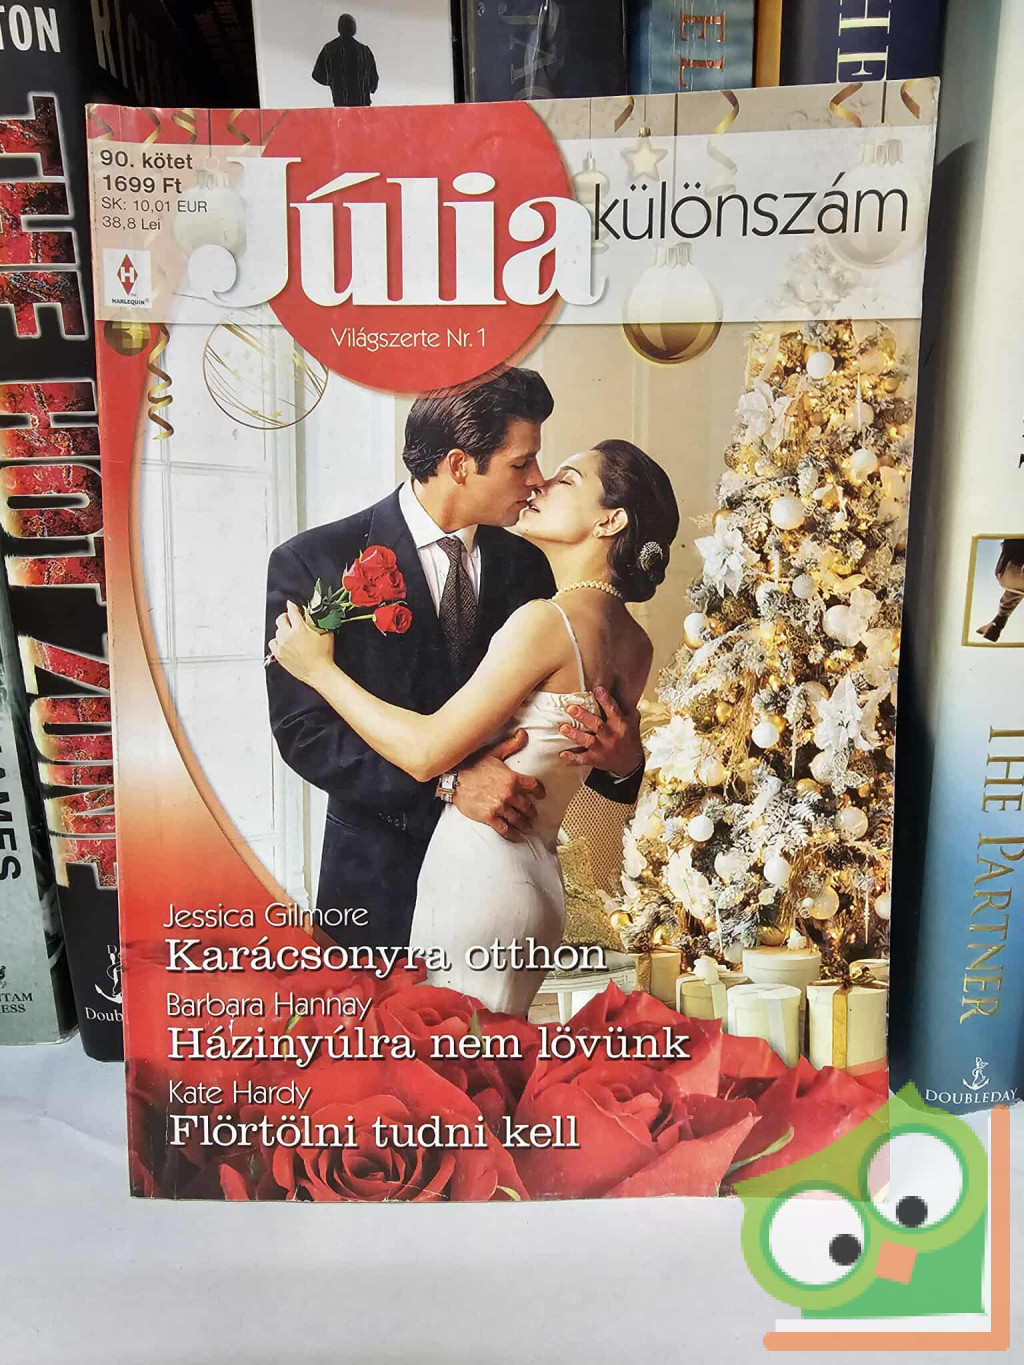 90. kötet
1699 Ft
SK: 10,01 EUR
38,8 Lei
HARLEQUIN®
Júlia
különszám
Világszerte Nr. 1
Jessica Gilmore
Karácsonyra otthon
Barbara Hannay
Házinyúlra nem lövünk
Kate Hardy
Flörtölni tudni kell
THE HOT ZONE
THE PARTNER
DOUBLEDAY